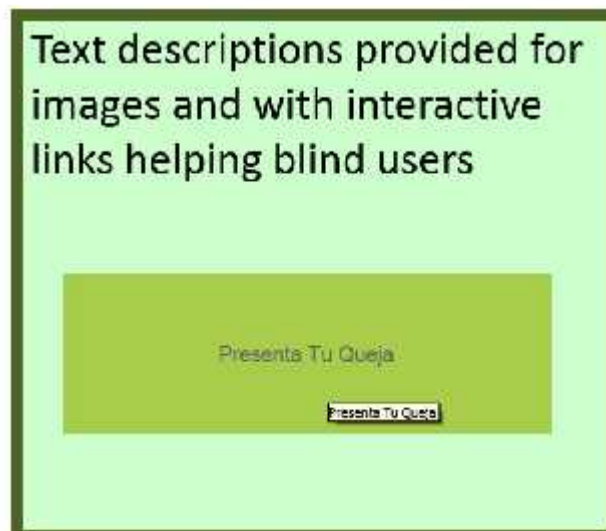 Text descriptions provided for
images and with interactive
links helping blind users
Presenta Tu Queja
Presenta Tu Queja